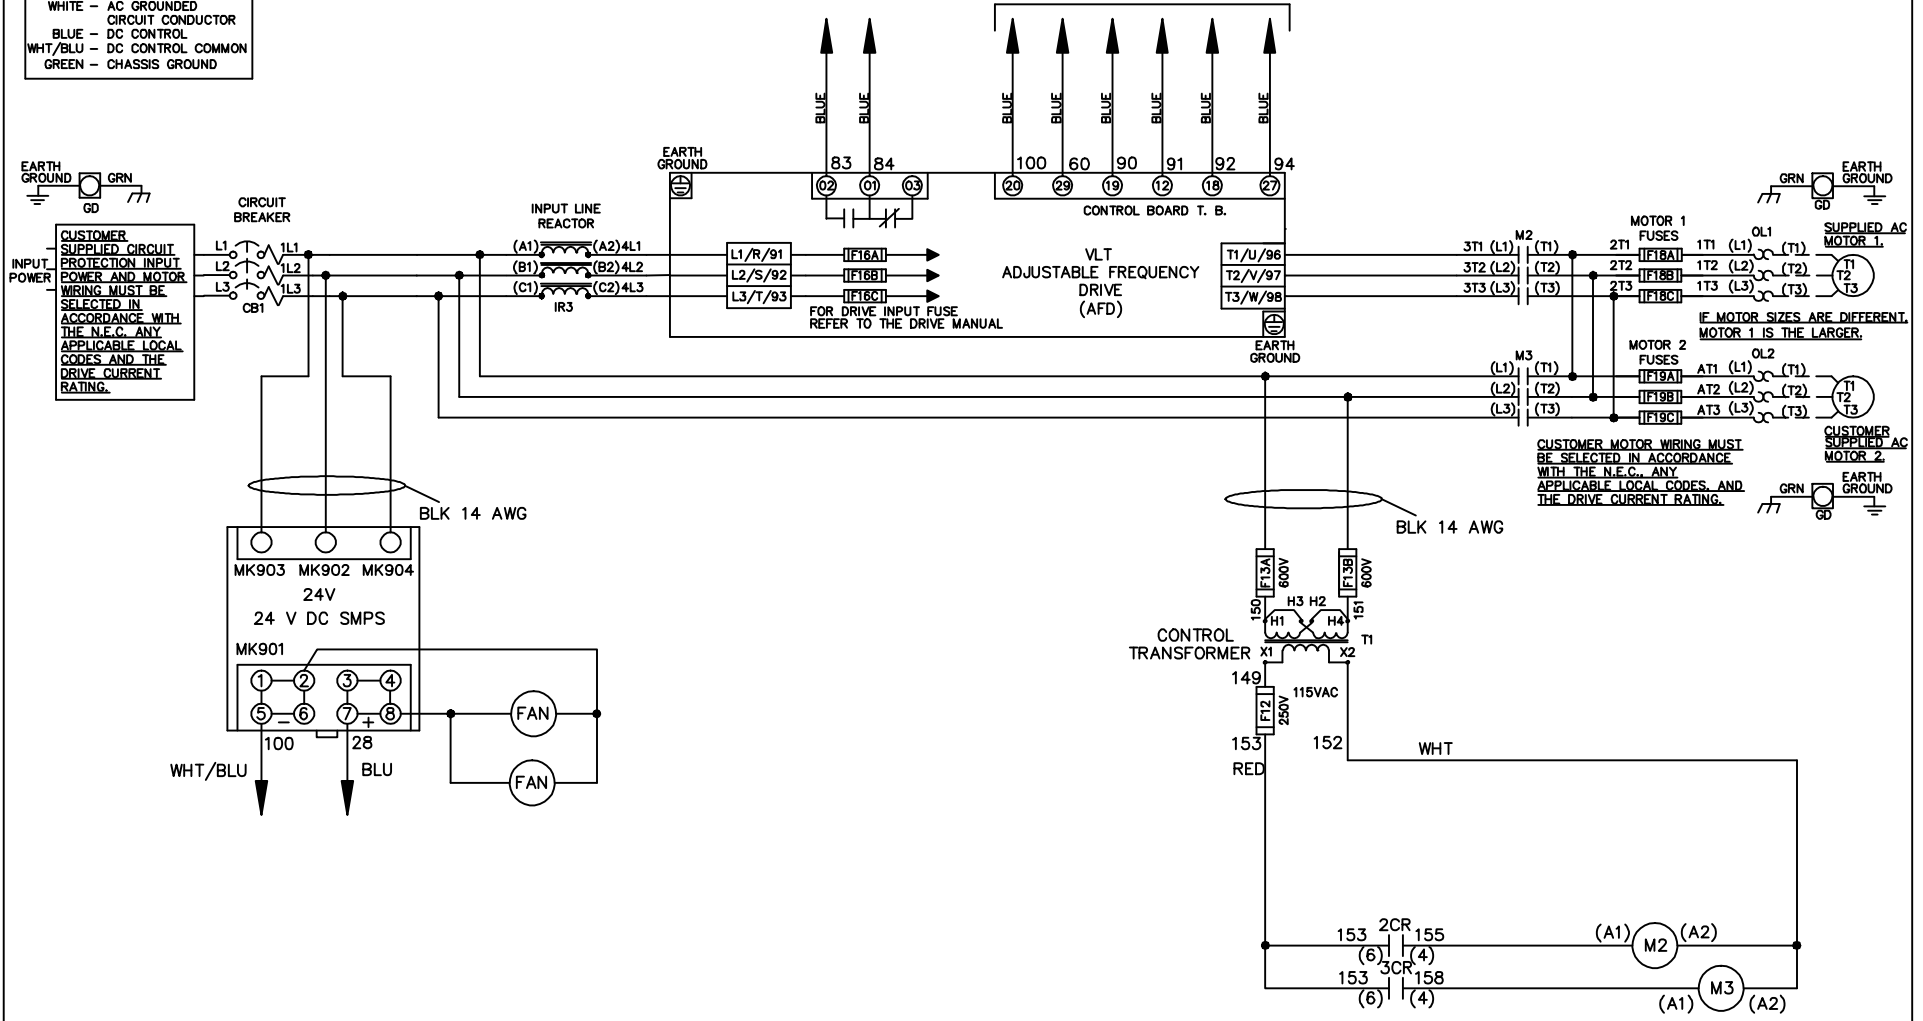 WHITE – AC GROUNDED
CIRCUIT CONDUCTOR
BLUE – DC CONTROL
WHT/BLU – DC CONTROL COMMON
GREEN – CHASSIS GROUND
BLUE
BLUE
BLUE
BLUE
BLUE
BLUE
BLUE
BLUE
83
84
100
60
90
91
92
94
EARTH
GROUND
02
01
03
20
29
19
12
18
27
CONTROL BOARD T. B.
EARTH
GROUND
GRN
GD
CIRCUIT
BREAKER
INPUT LINE
REACTOR
INPUT
POWER
CUSTOMER
SUPPLIED CIRCUIT
PROTECTION INPUT
POWER AND MOTOR
WIRING MUST BE
SELECTED IN
ACCORDANCE WITH
THE N.E.C. ANY
APPLICABLE LOCAL
CODES AND THE
DRIVE CURRENT
RATING.
L1
1L1
L2
1L2
L3
1L3
CB1
(A1)
(A2)
4L1
(B1)
(B2)
4L2
(C1)
(C2)
4L3
IR3
L1/R/91
L2/S/92
L3/T/93
F16A
F16B
F16C
FOR DRIVE INPUT FUSE
REFER TO THE DRIVE MANUAL
VLT
ADJUSTABLE FREQUENCY
DRIVE
(AFD)
T1/U/96
T2/V/97
T3/W/98
EARTH
GROUND
M2
3T1 (L1) (T1)
3T2 (L2) (T2)
3T3 (L3) (T3)
MOTOR 1
FUSES
2T1 F18A 1T1 (L1)
2T2 F18B 1T2 (L2)
2T3 F18C 1T3 (L3)
OL1
(T1)
(T2)
(T3)
T1
T2
T3
GRN
GD
EARTH
GROUND
SUPPLIED AC
MOTOR 1.
IF MOTOR SIZES ARE DIFFERENT,
MOTOR 1 IS THE LARGER.
M3
(L1) (T1)
(L2) (T2)
(L3) (T3)
MOTOR 2
FUSES
F19A AT1 (L1)
F19B AT2 (L2)
F19C AT3 (L3)
OL2
(T1)
(T2)
(T3)
T1
T2
T3
CUSTOMER
SUPPLIED AC
MOTOR 2.
CUSTOMER MOTOR WIRING MUST
BE SELECTED IN ACCORDANCE
WITH THE N.E.C., ANY
APPLICABLE LOCAL CODES, AND
THE DRIVE CURRENT RATING.
GRN
GD
EARTH
GROUND
BLK 14 AWG
MK903 MK902 MK904
24V
24 V DC SMPS
MK901
1
2
3
4
5
–
6
7
+
8
100
28
WHT/BLU
BLU
FAN
FAN
BLK 14 AWG
F13A
600V
F13B
600V
150
151
H3 H2
H1
H4
CONTROL
TRANSFORMER
T1
X1
X2
149
115VAC
F12
250V
153
152
RED
WHT
2CR
153
155
(6)
(4)
(A1)
M2
(A2)
3CR
153
158
(6)
(4)
(A1)
M3
(A2)